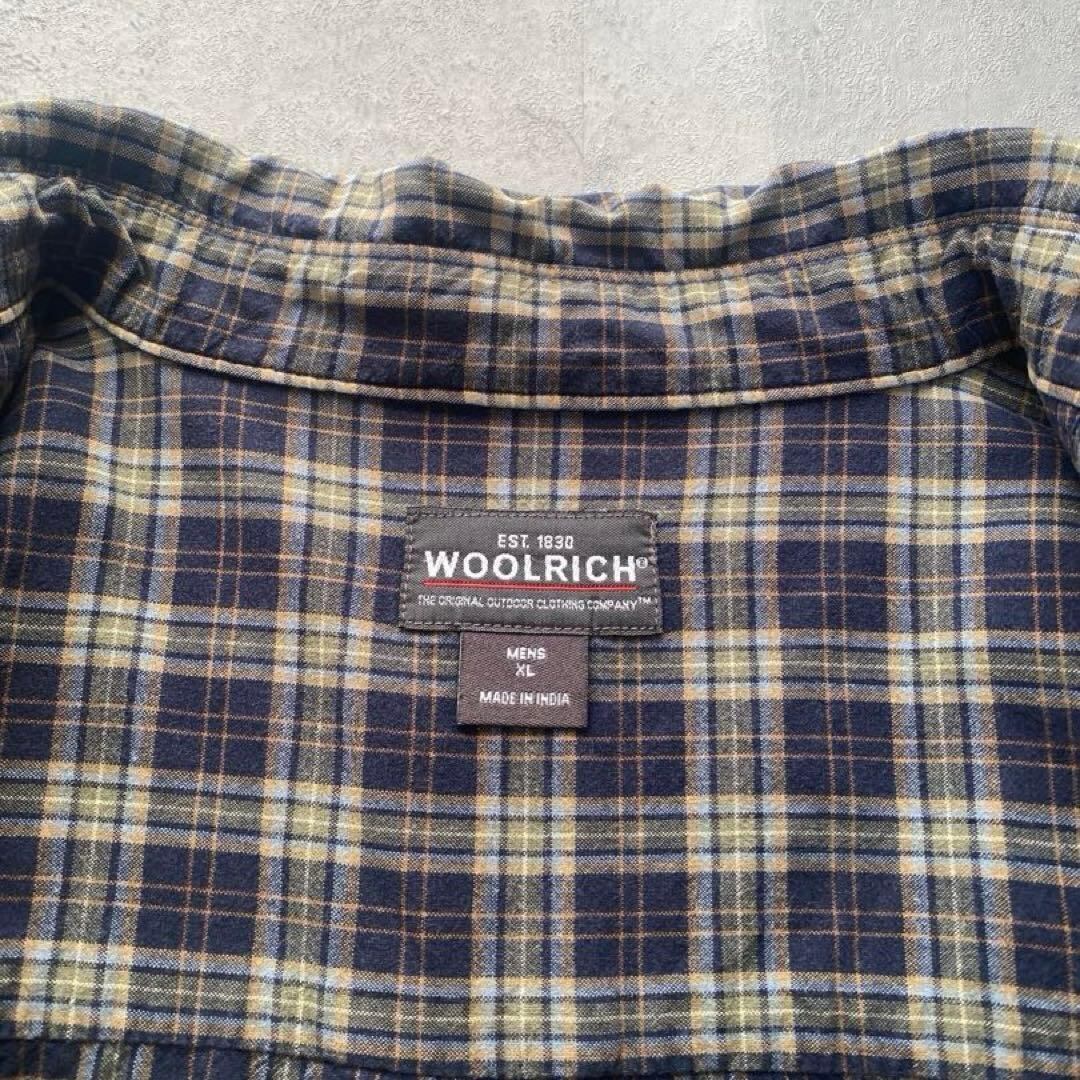 EST. 1830
WOOLRICH®
THE ORIGINAL OUTDOOR CLOTHING COMPANY™
MENS
XL
MADE IN INDIA